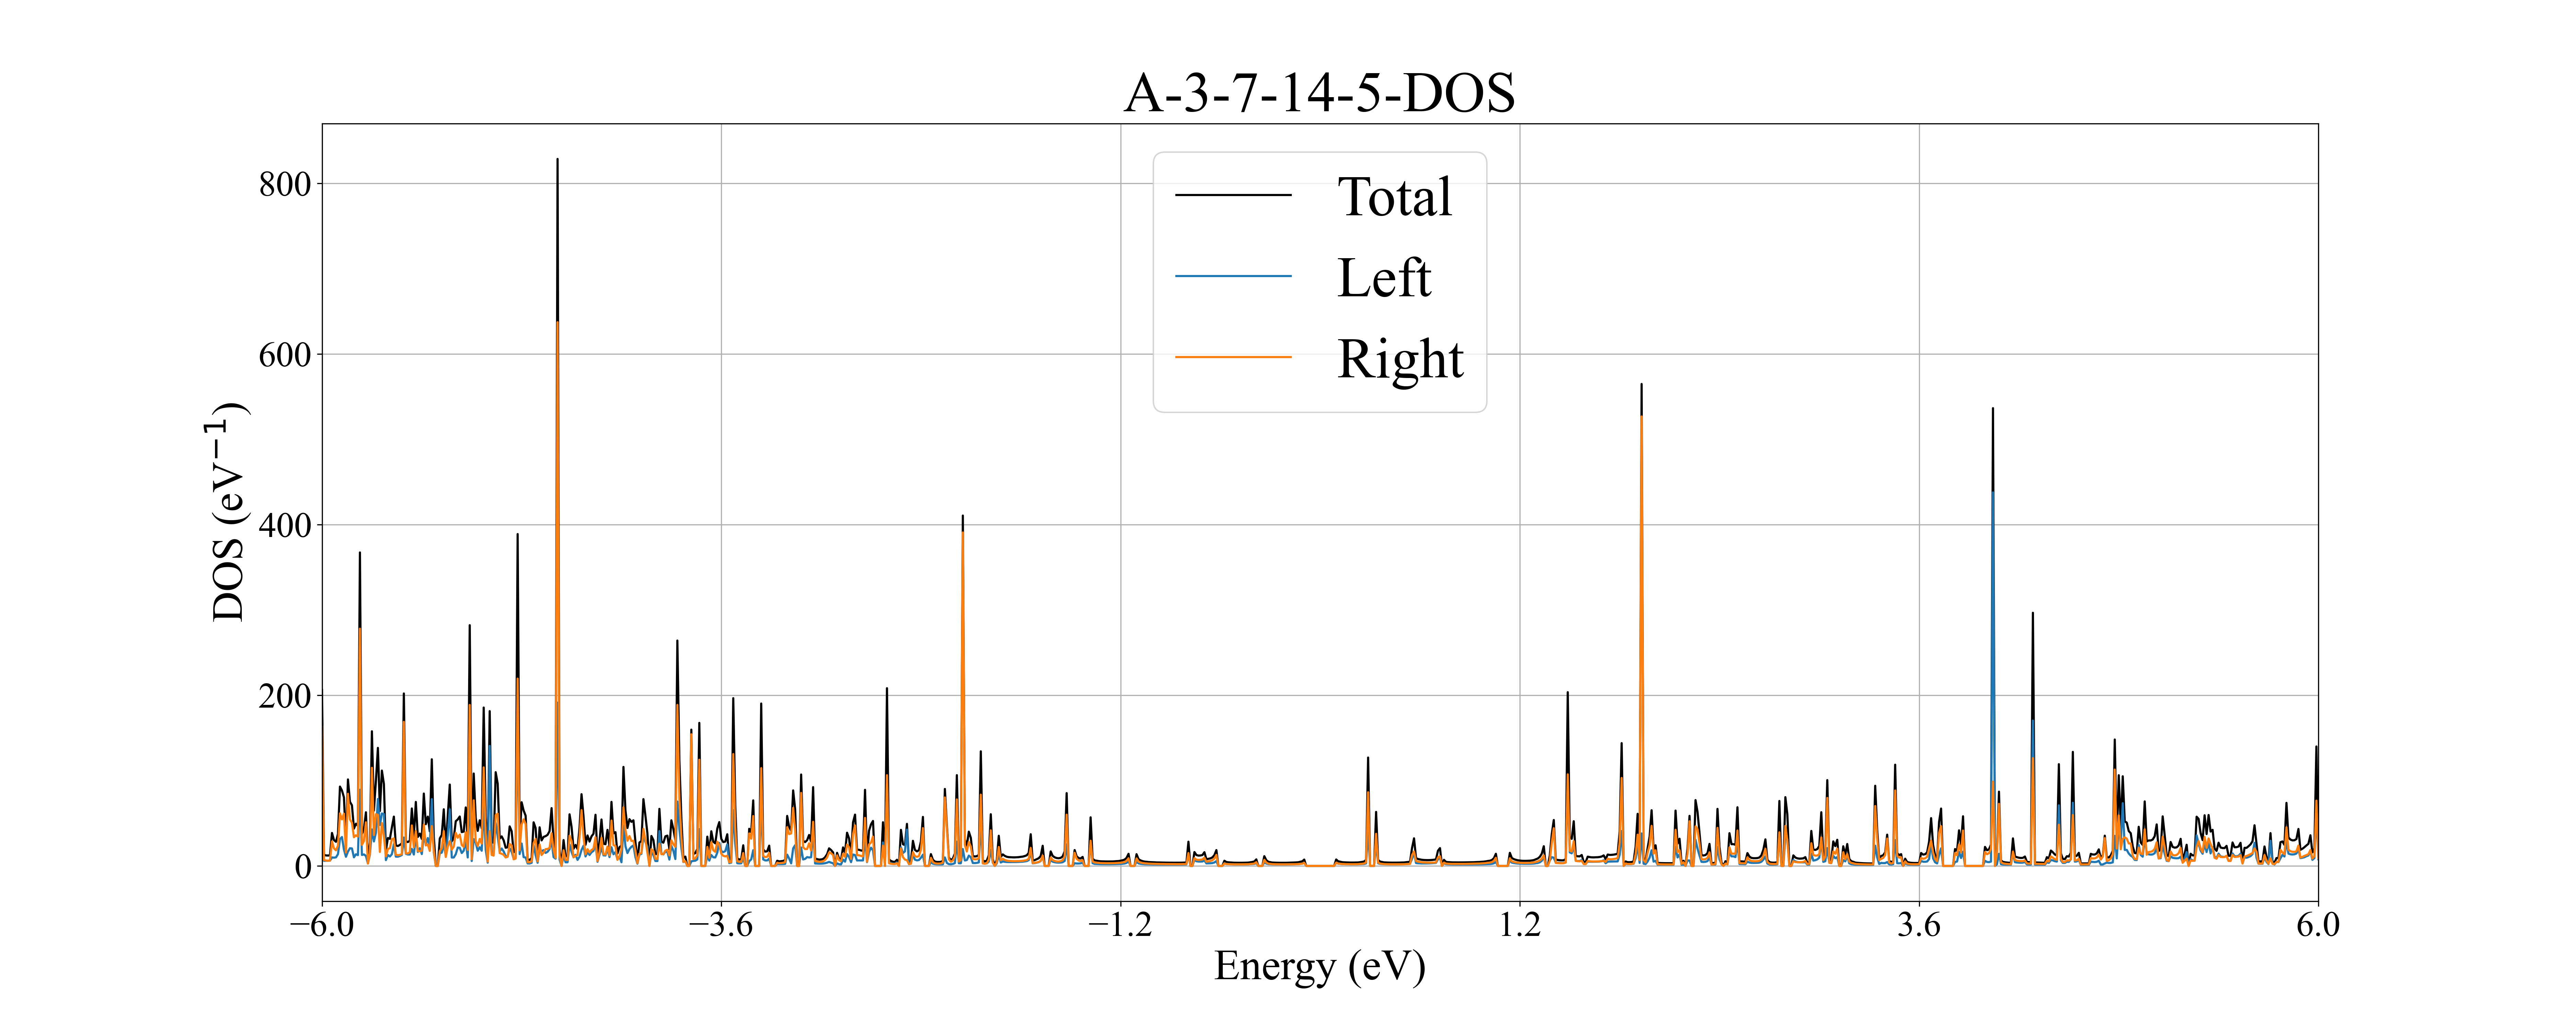 A-3-7-14-5-DOS
Total
Left
Right
DOS (eV⁻¹)
800
600
400
200
0
−6.0 −3.6 −1.2 1.2 3.6 6.0
Energy (eV)